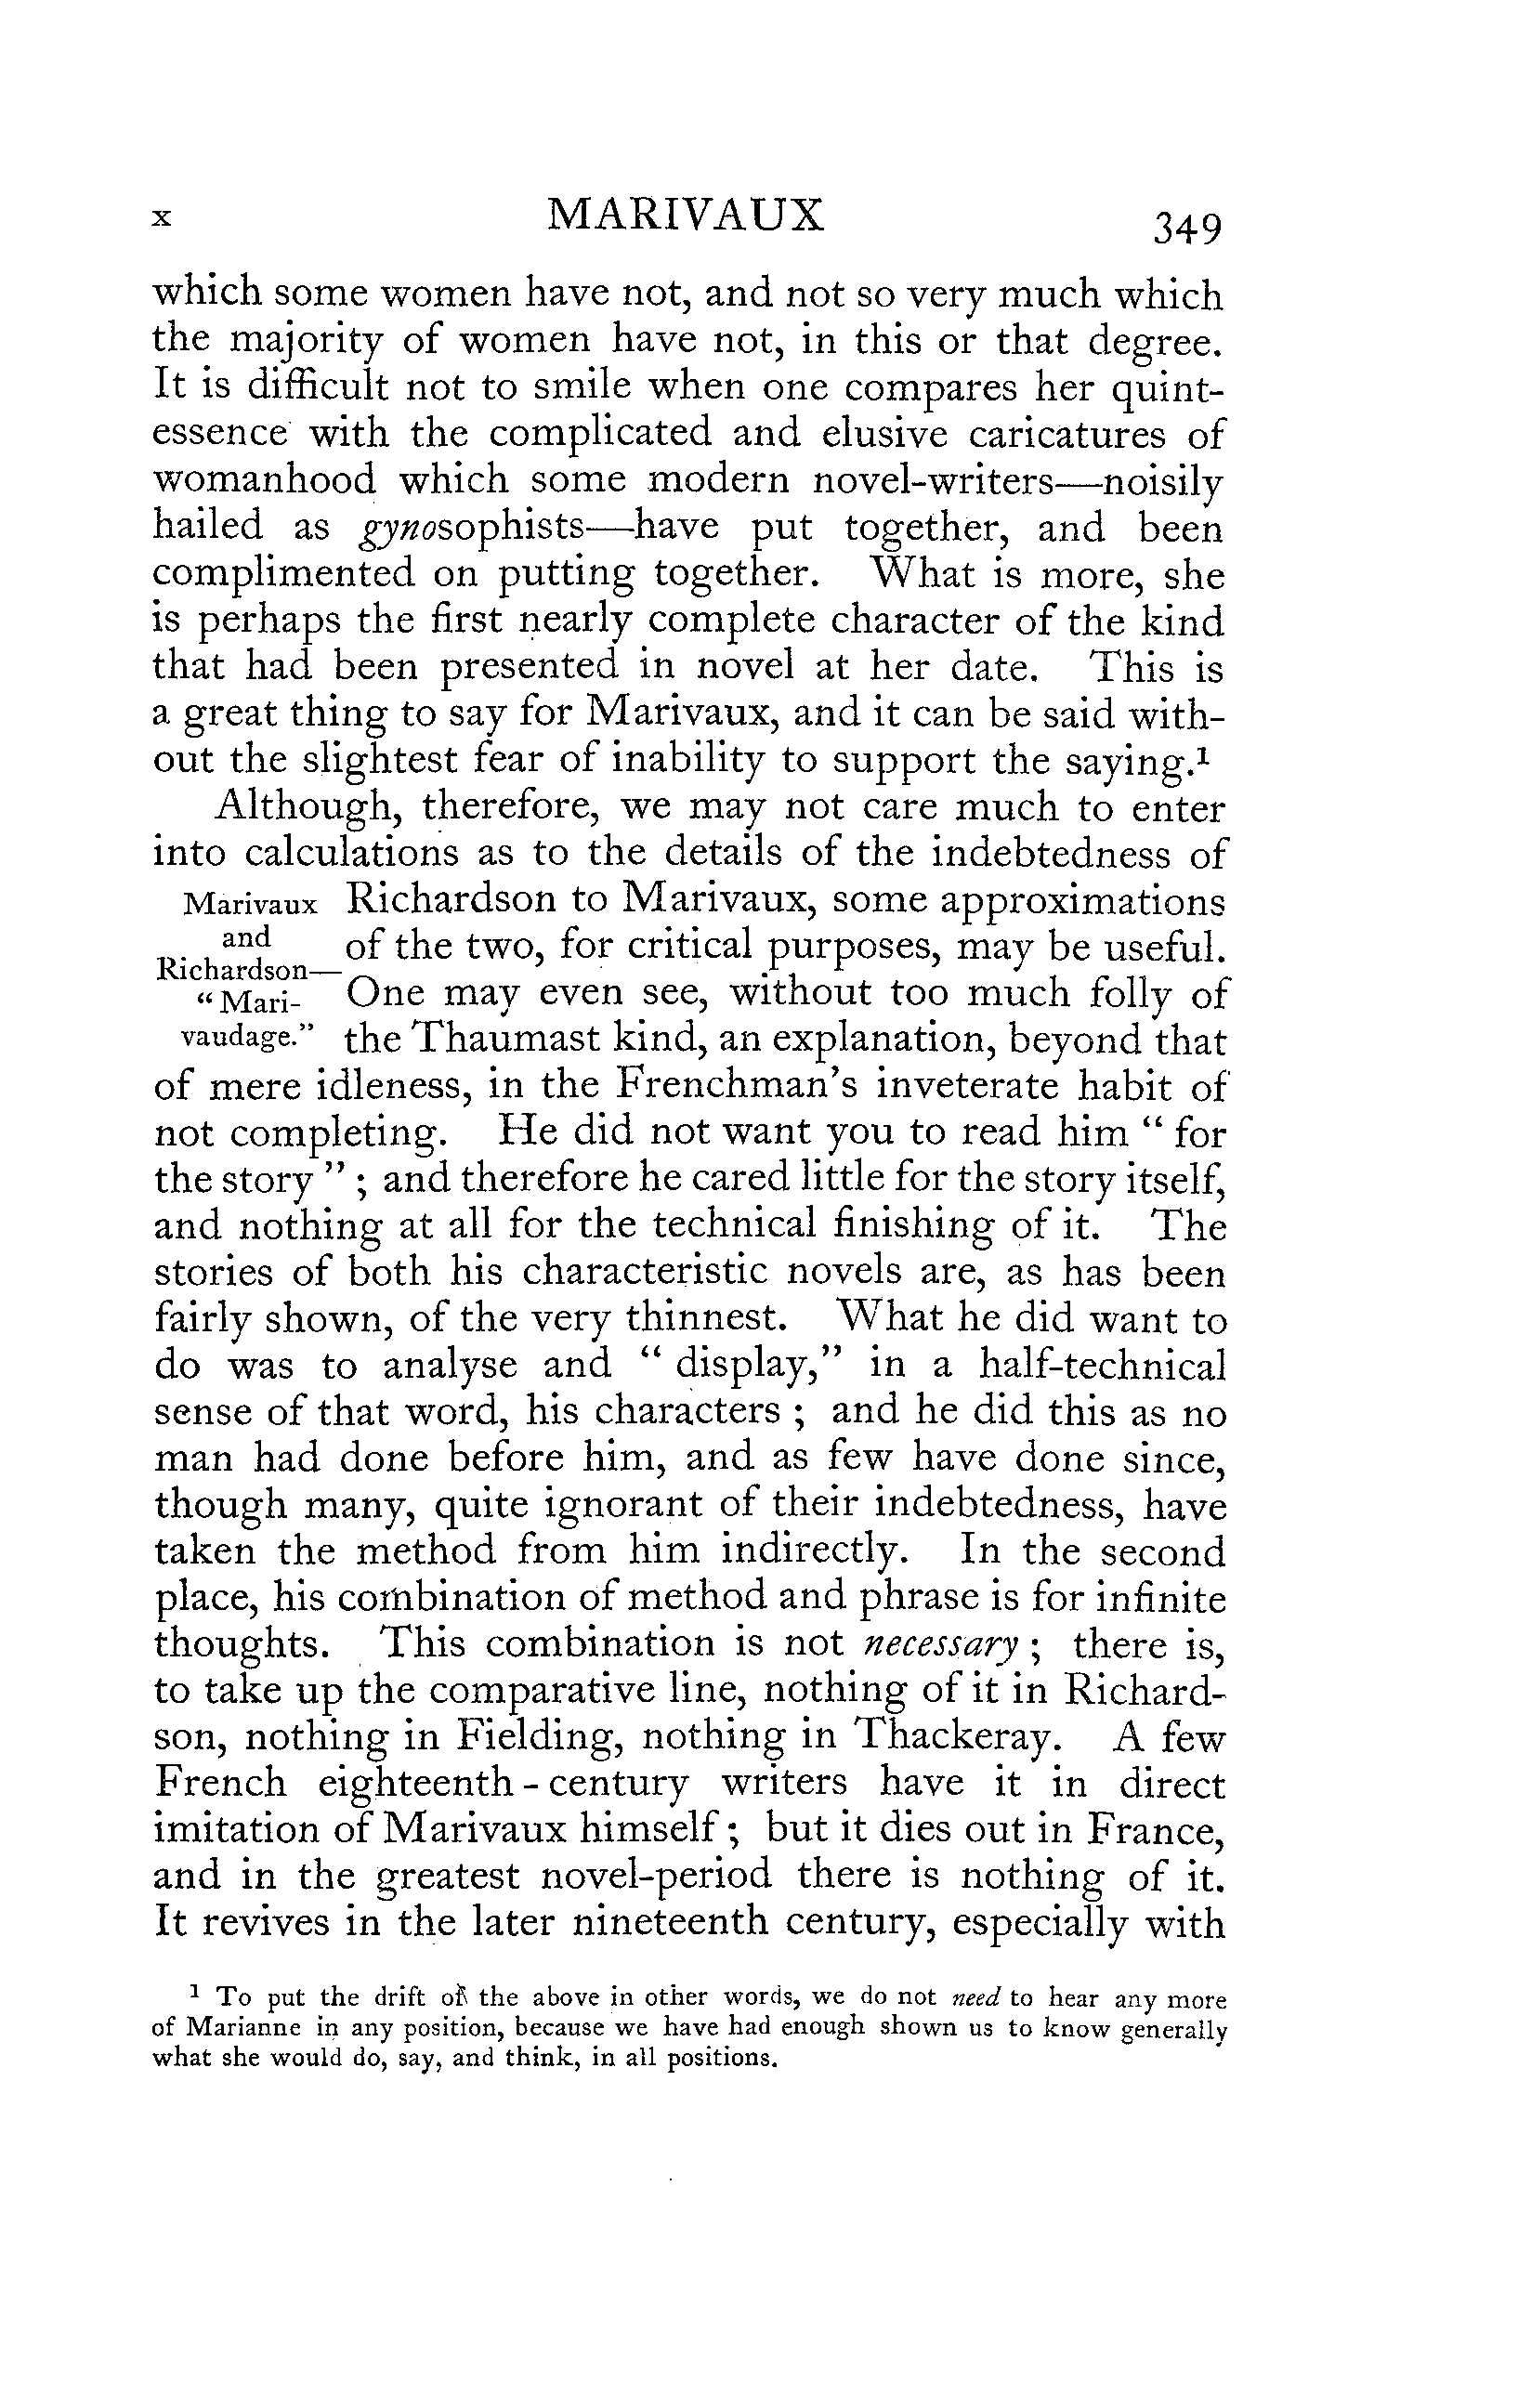 x MARIVAUX 349
which some women have not, and not so very much which
the majority of women have not, in this or that degree.
It is difficult not to smile when one compares her quint-
essence with the complicated and elusive caricatures of
womanhood which some modern novel-writers—noisily
hailed as gynosophists—have put together, and been
complimented on putting together. What is more, she
is perhaps the first nearly complete character of the kind
that had been presented in novel at her date. This is
a great thing to say for Marivaux, and it can be said with-
out the slightest fear of inability to support the saying.¹
Although, therefore, we may not care much to enter
into calculations as to the details of the indebtedness of
Marivaux
and
Richardson—
“Mari-
vaudage.”
Richardson to Marivaux, some approximations
of the two, for critical purposes, may be useful.
One may even see, without too much folly of
the Thaumast kind, an explanation, beyond that
of mere idleness, in the Frenchman’s inveterate habit of
not completing. He did not want you to read him “ for
the story ” ; and therefore he cared little for the story itself,
and nothing at all for the technical finishing of it. The
stories of both his characteristic novels are, as has been
fairly shown, of the very thinnest. What he did want to
do was to analyse and “ display,” in a half-technical
sense of that word, his characters ; and he did this as no
man had done before him, and as few have done since,
though many, quite ignorant of their indebtedness, have
taken the method from him indirectly. In the second
place, his combination of method and phrase is for infinite
thoughts. This combination is not necessary ; there is,
to take up the comparative line, nothing of it in Richard-
son, nothing in Fielding, nothing in Thackeray. A few
French eighteenth-century writers have it in direct
imitation of Marivaux himself ; but it dies out in France,
and in the greatest novel-period there is nothing of it.
It revives in the later nineteenth century, especially with
¹ To put the drift of the above in other words, we do not need to hear any more
of Marianne in any position, because we have had enough shown us to know generally
what she would do, say, and think, in all positions.